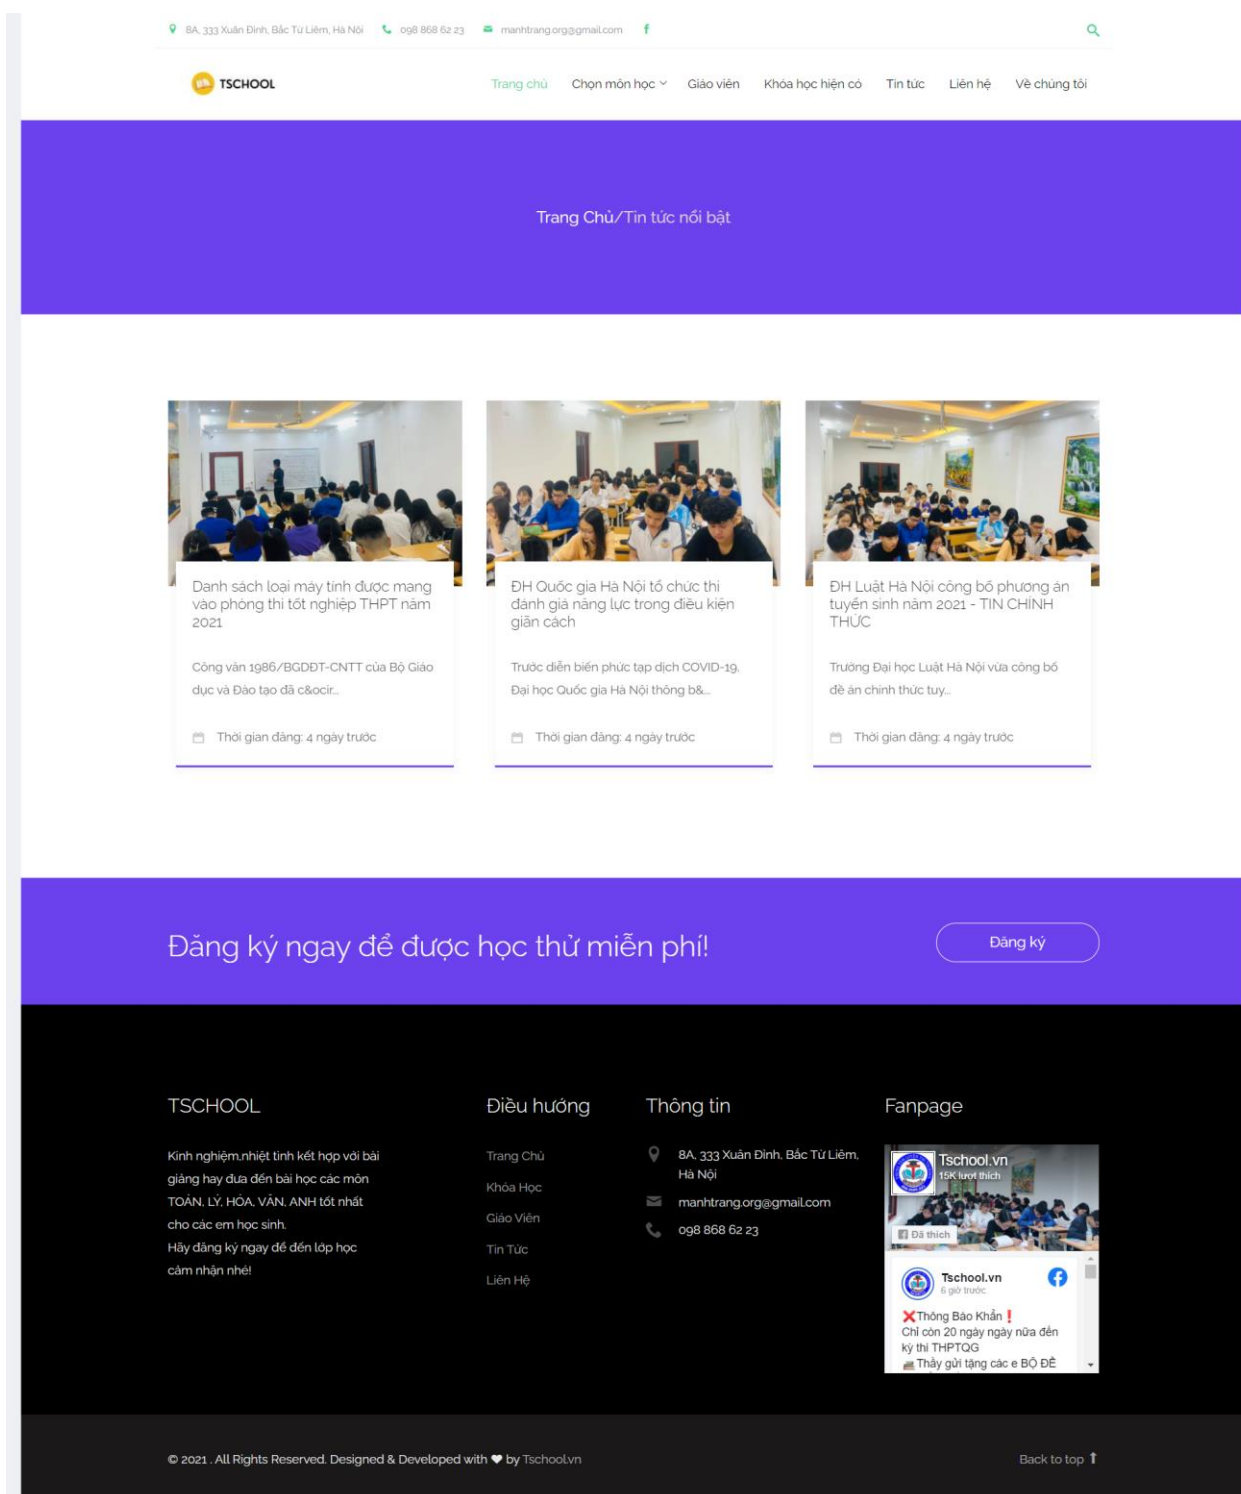 8A, 333 Xuân Đỉnh, Bắc Từ Liêm, Hà Nội 098 868 62 23 manhtrang.org@gmail.com
TSCHOOL
Trang chủ Chọn môn học Giáo viên Khóa học hiện có Tin tức Liên hệ Về chúng tôi
Trang Chủ/Tin tức nổi bật
Danh sách loại máy tính được mang
vào phòng thi tốt nghiệp THPT năm
2021
Công văn 1986/BGDĐT-CNTT của Bộ Giáo
dục và Đào tạo đã c&ocir...
Thời gian đăng: 4 ngày trước
ĐH Quốc gia Hà Nội tổ chức thi
đánh giá năng lực trong điều kiện
giãn cách
Trước diễn biến phức tạp dịch COVID-19,
Đại học Quốc gia Hà Nội thông b&...
Thời gian đăng: 4 ngày trước
ĐH Luật Hà Nội công bố phương án
tuyển sinh năm 2021 - TIN CHÍNH
THỨC
Trường Đại học Luật Hà Nội vừa công bố
đề án chính thức tuy...
Thời gian đăng: 4 ngày trước
Đăng ký ngay để được học thử miễn phí!
Đăng ký
TSCHOOL
Kinh nghiệm,nhiệt tình kết hợp với bài
giảng hay đưa đến bài học các môn
TOÁN, LÝ, HÓA, VĂN, ANH tốt nhất
cho các em học sinh.
Hãy đăng ký ngay để đến lớp học
cảm nhận nhé!
Điều hướng
Trang Chủ
Khóa Học
Giáo Viên
Tin Tức
Liên Hệ
Thông tin
8A, 333 Xuân Đỉnh, Bắc Từ Liêm,
Hà Nội
manhtrang.org@gmail.com
098 868 62 23
Fanpage
Tschool.vn
15K lượt thích
Đã thích
Tschool.vn
6 giờ trước
❌Thông Báo Khẩn❗
Chỉ còn 20 ngày ngày nữa đến
kỳ thi THPTQG
Thầy gửi tặng các e BỘ ĐỀ
© 2021 . All Rights Reserved. Designed & Developed with ❤ by Tschool.vn
Back to top ↑